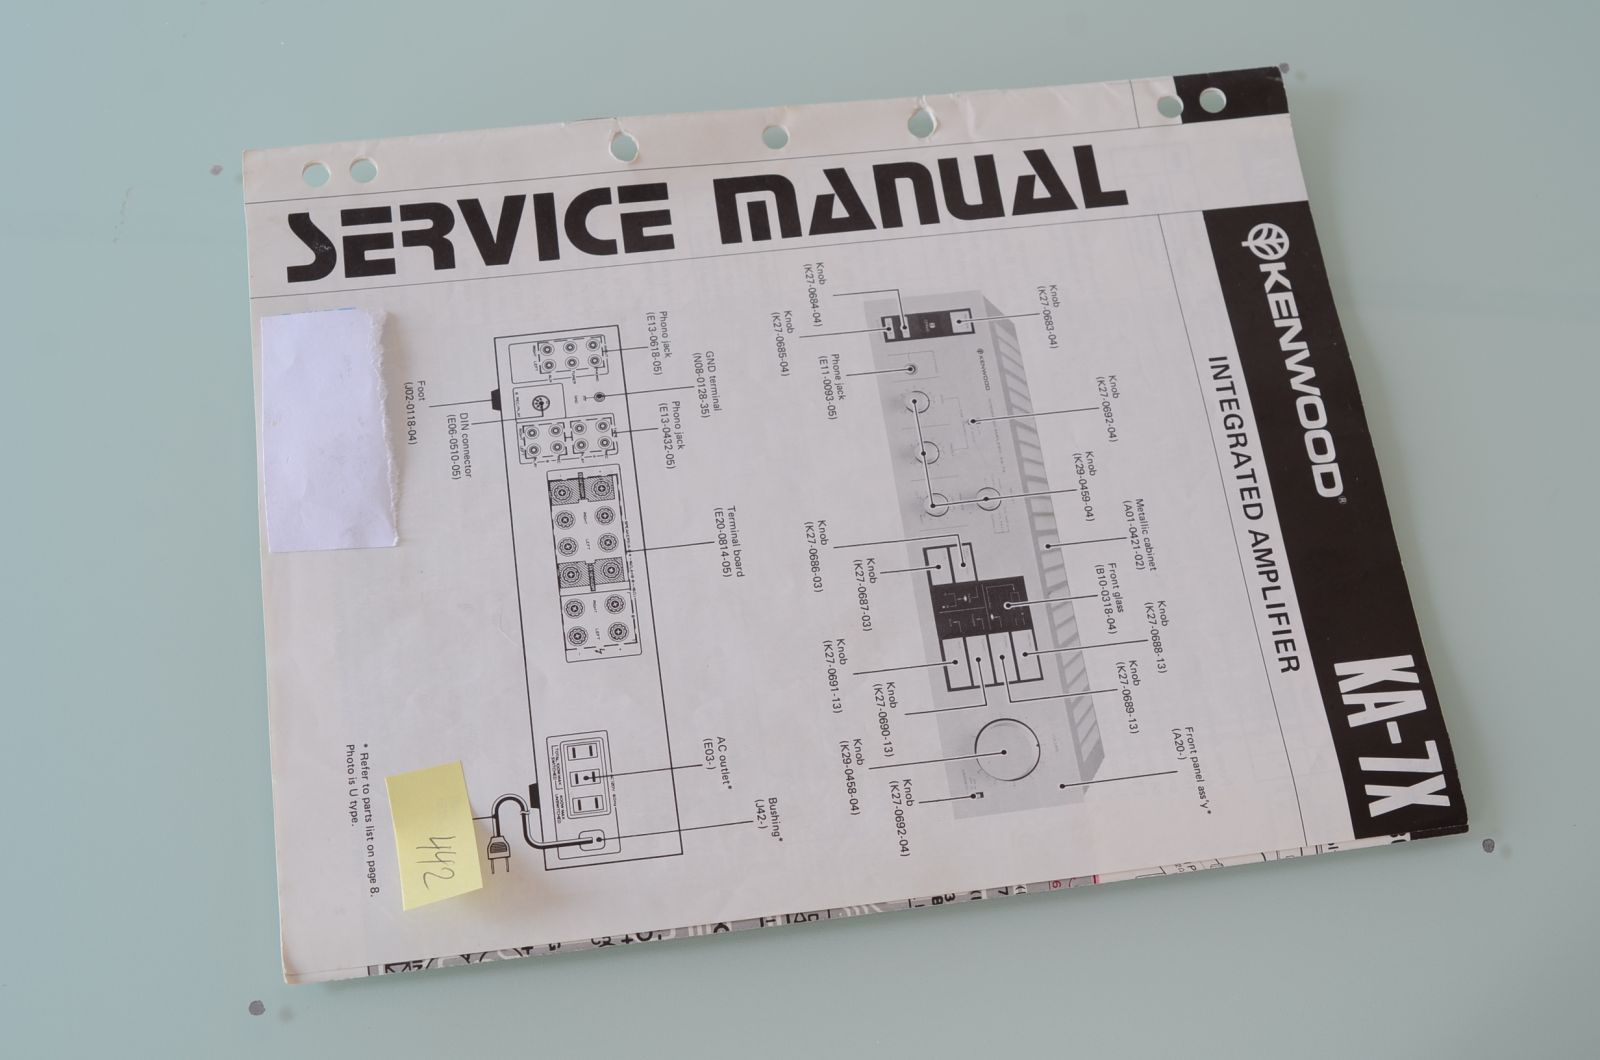 SERVICE MANUAL
KENWOOD®
KA-7X
INTEGRATED AMPLIFIER
Knob
(K27-0683-04)
Knob
(K27-0692-04)
Knob
(K29-0459-04)
Metallic cabinet
(A01-0421-02)
Front glass
(B10-0318-04)
Knob
(K27-0688-13)
Knob
(K27-0689-13)
Front panel ass'y*
(A20-)
KENWOOD
Knob
(K27-0684-04)
Knob
(K27-0685-04)
Phone jack
(E11-0093-05)
Knob
(K27-0686-03)
Knob
(K27-0687-03)
Knob
(K27-0691-13)
Knob
(K27-0690-13)
Knob
(K29-0458-04)
Knob
(K27-0692-04)
Phono jack
(E13-0618-05)
GND terminal
(N08-0128-35)
Phono jack
(E13-0432-05)
Terminal board
(E20-0814-05)
AC outlet*
(E03-)
Bushing*
(J42-)
RIGHT
LEFT
RIGHT
LEFT
Foot
(J02-0118-04)
DIN connector
(E06-0510-05)
* Refer to parts list on page 8.
Photo is U type.
442